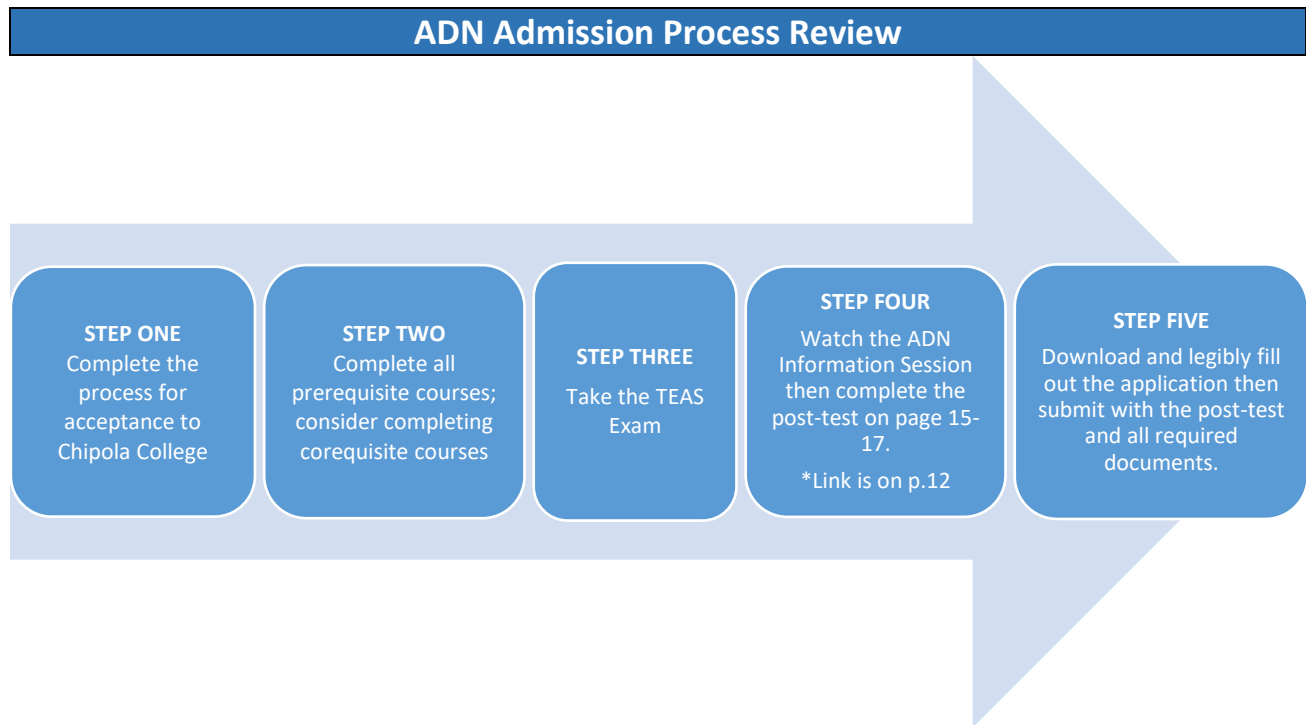 ADN Admission Process Review
STEP ONE
Complete the
process for
acceptance to
Chipola College
STEP TWO
Complete all
prerequisite courses;
consider completing
corequisite courses
STEP THREE
Take the TEAS
Exam
STEP FOUR
Watch the ADN
Information Session
then complete the
post-test on page 15-
17.
*Link is on p.12
STEP FIVE
Download and legibly fill
out the application then
submit with the post-test
and all required
documents.